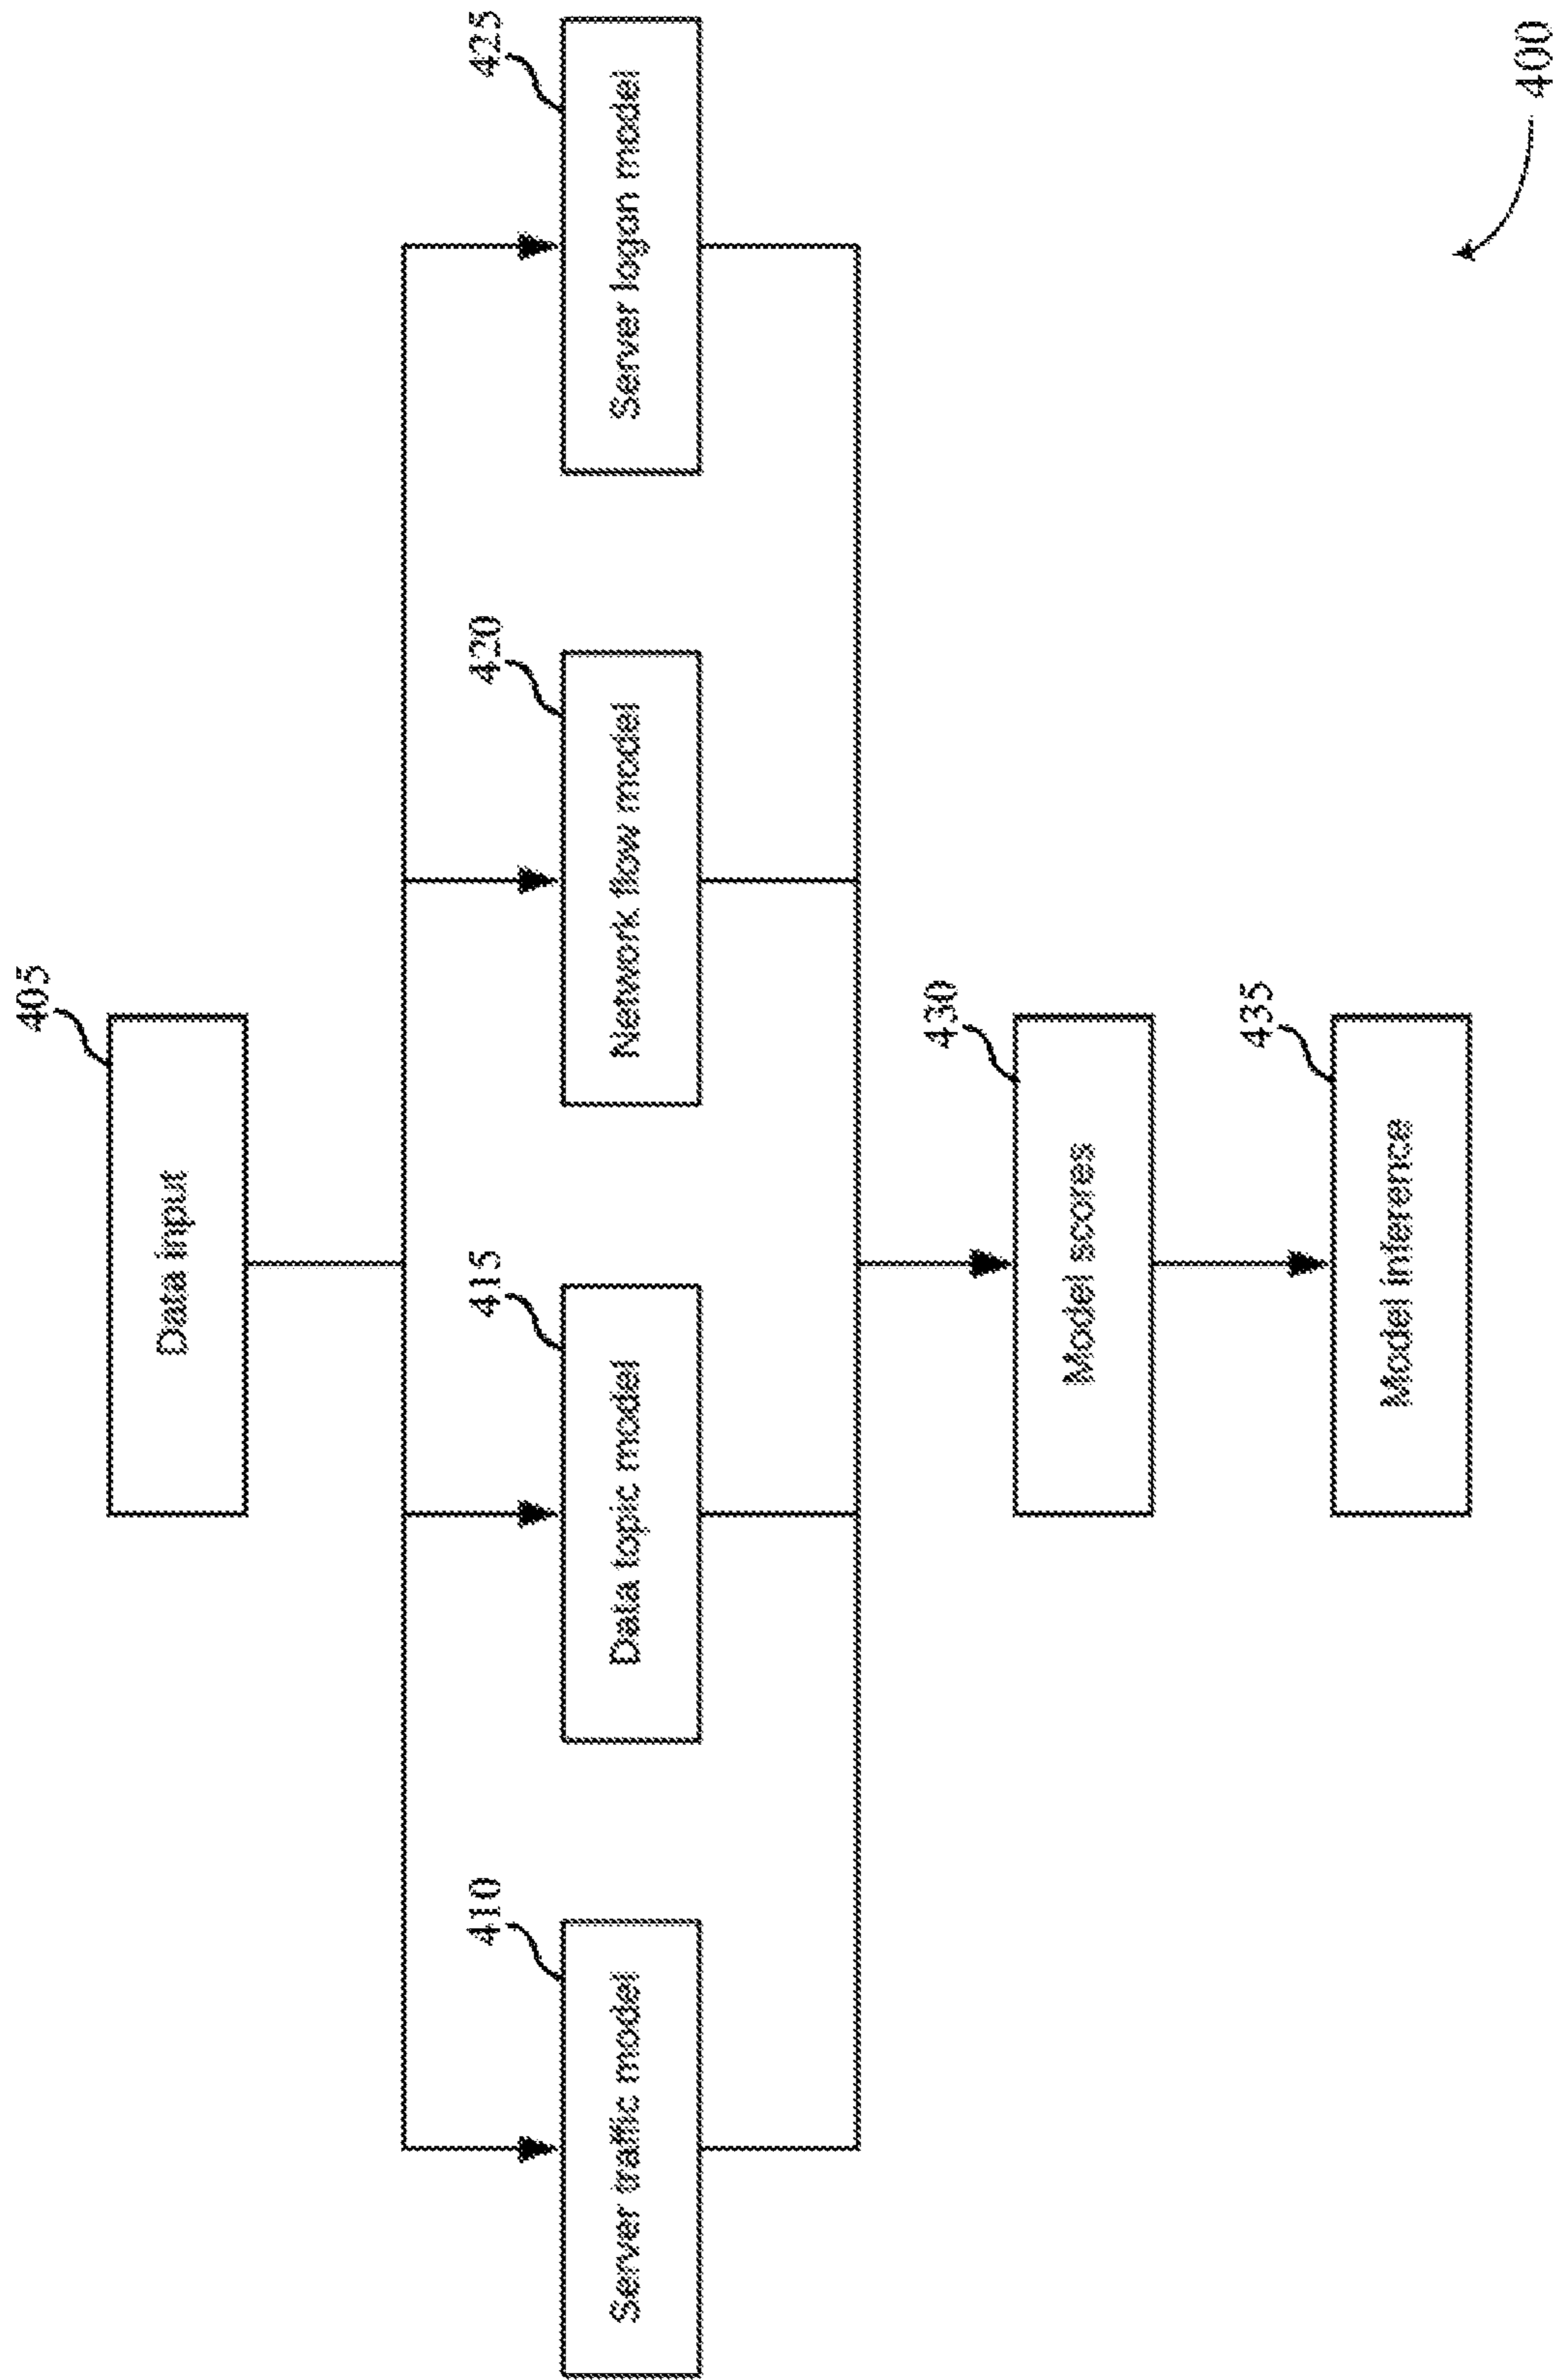 405
Data input
410
Server traffic model
415
Data topic model
420
Network flow model
425
Server logon model
430
Model scores
435
Model inference
400